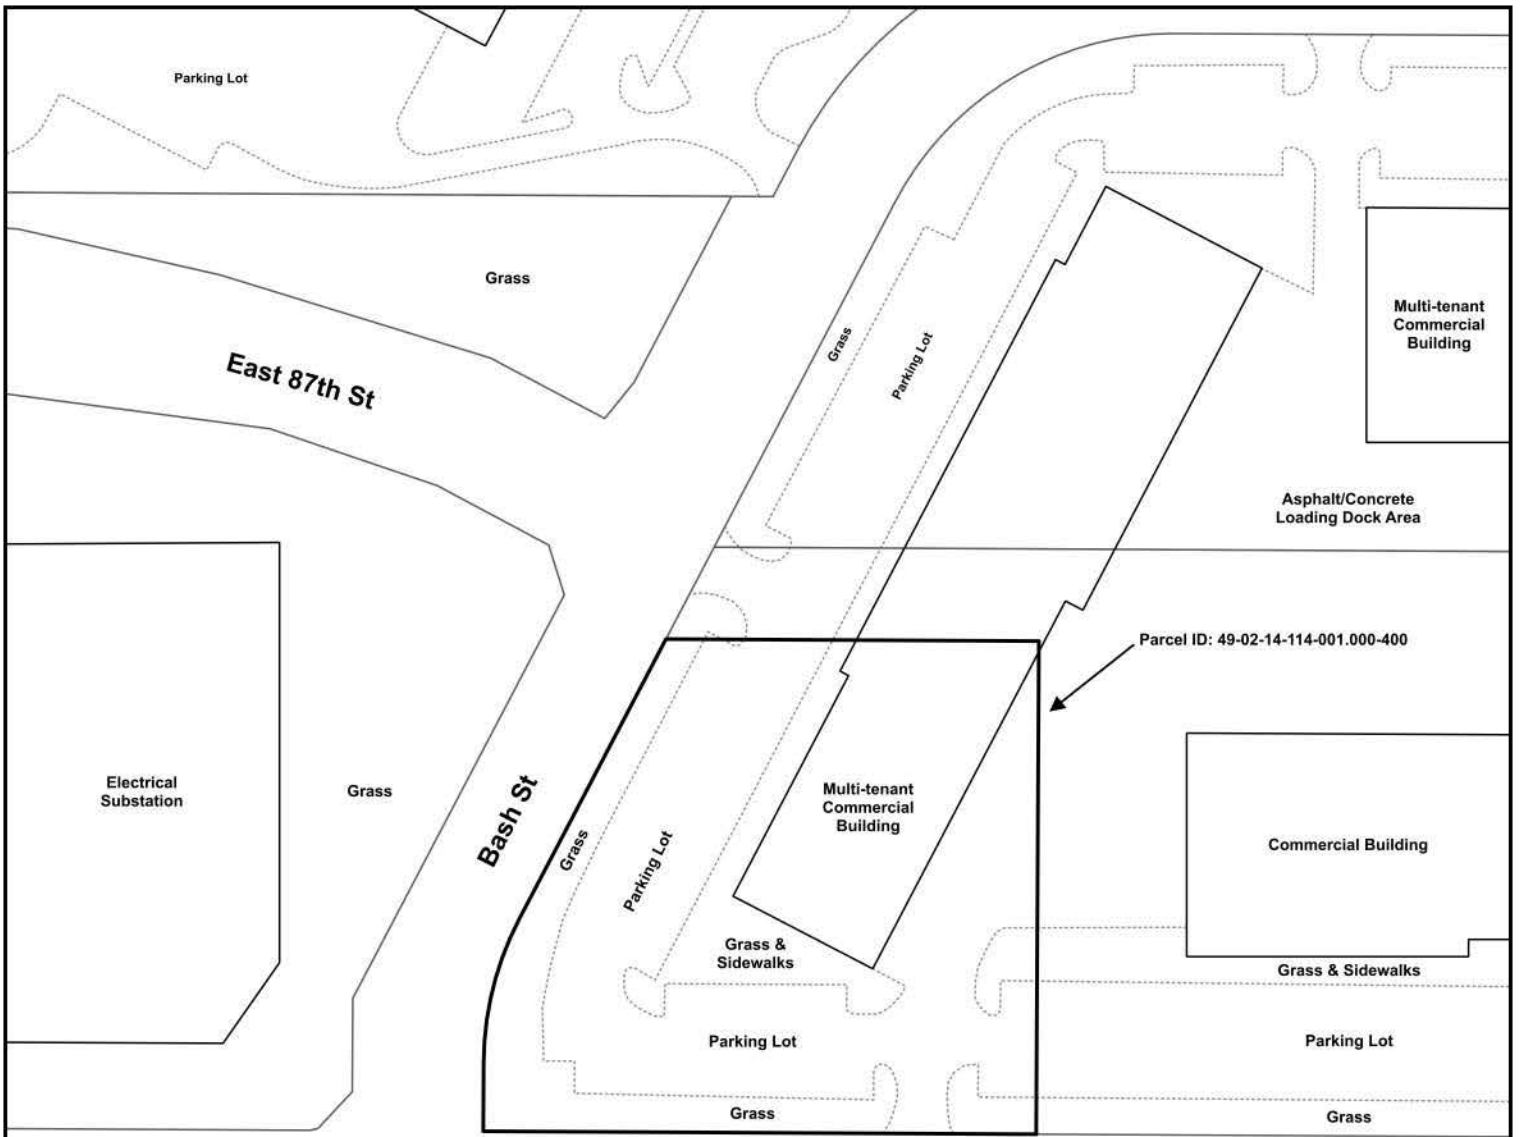 Parking Lot
Grass
East 87th St
Grass
Parking Lot
Multi-tenant
Commercial
Building
Asphalt/Concrete
Loading Dock Area
Parcel ID: 49-02-14-114-001.000-400
Electrical
Substation
Grass
Bash St
Grass
Parking Lot
Multi-tenant
Commercial
Building
Commercial Building
Grass &
Sidewalks
Grass & Sidewalks
Parking Lot
Parking Lot
Grass
Grass